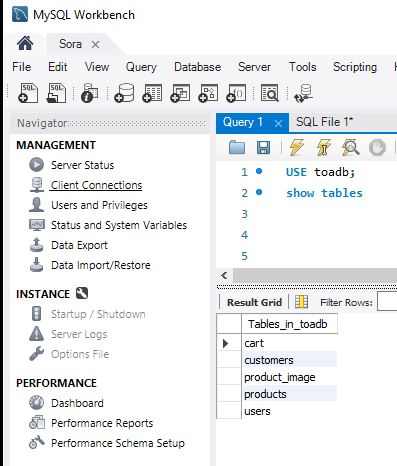 MySQL Workbench
Sora ×
File Edit View Query Database Server Tools Scripting
Navigator
MANAGEMENT
Server Status
Client Connections
Users and Privileges
Status and System Variables
Data Export
Data Import/Restore
INSTANCE
Startup / Shutdown
Server Logs
Options File
PERFORMANCE
Dashboard
Performance Reports
Performance Schema Setup
Query 1 × SQL File 1*
1 USE toadb;
2 show tables
3
4
5
Result Grid Filter Rows:
Tables_in_toadb
cart
customers
product_image
products
users